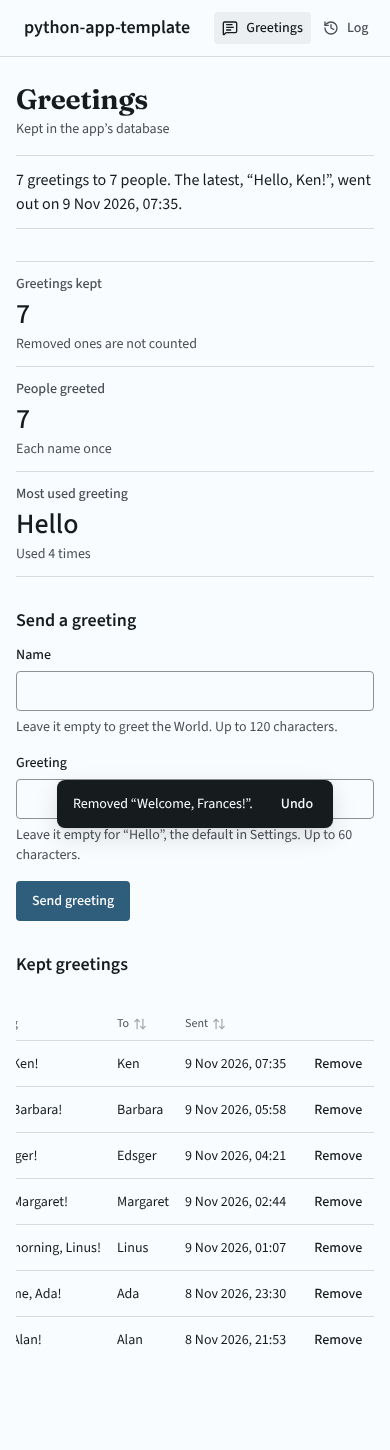 python-app-template
Greetings
Log
Greetings
Kept in the app’s database
7 greetings to 7 people. The latest, “Hello, Ken!”, went
out on 9 Nov 2026, 07:35.
Greetings kept
7
Removed ones are not counted
People greeted
7
Each name once
Most used greeting
Hello
Used 4 times
Send a greeting
Name
Leave it empty to greet the World. Up to 120 characters.
Greeting
Removed “Welcome, Frances!”. Undo
Leave it empty for “Hello”, the default in Settings. Up to 60
characters.
Send greeting
Kept greetings
To Sent
Ken! Ken 9 Nov 2026, 07:35 Remove
Barbara! Barbara 9 Nov 2026, 05:58 Remove
Edsger 9 Nov 2026, 04:21 Remove
Margaret! Margaret 9 Nov 2026, 02:44 Remove
Linus! Linus 9 Nov 2026, 01:07 Remove
Ada! Ada 8 Nov 2026, 23:30 Remove
Alan! Alan 8 Nov 2026, 21:53 Remove